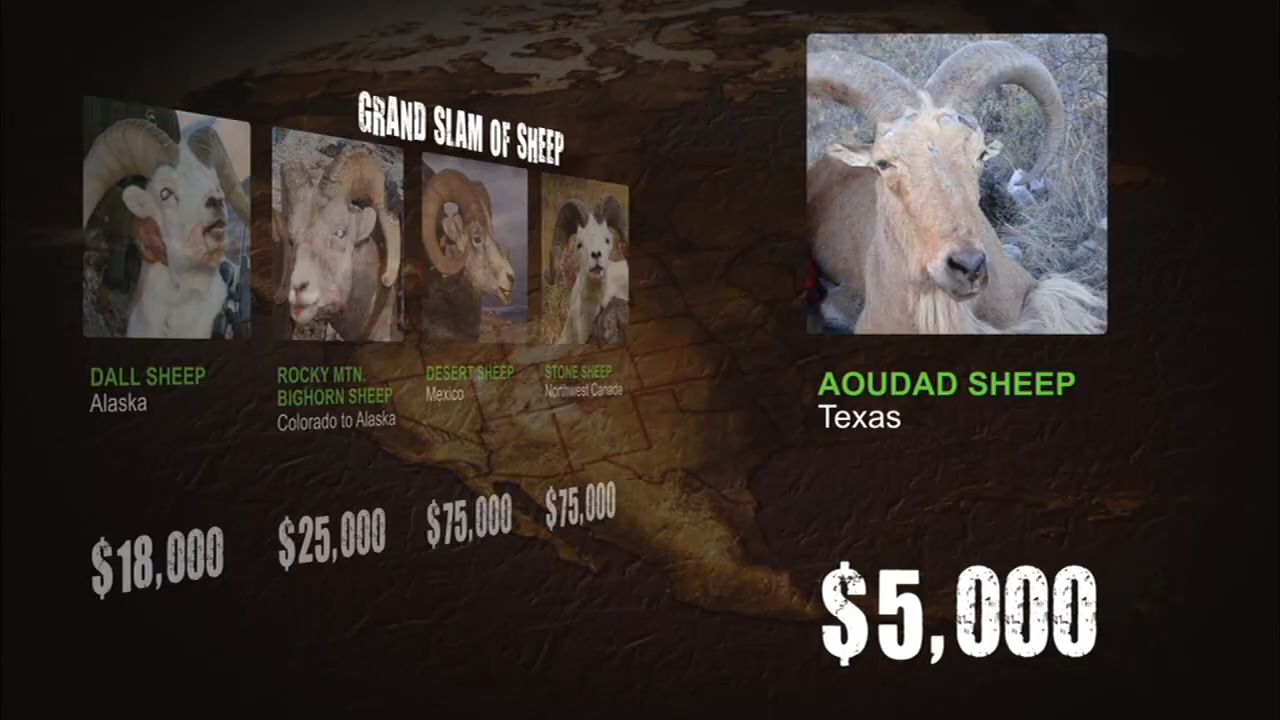 GRAND SLAM OF SHEEP
DALL SHEEP
Alaska
$18,000
ROCKY MTN.
BIGHORN SHEEP
Colorado to Alaska
$25,000
DESERT SHEEP
Mexico
$75,000
STONE SHEEP
Northwest Canada
$75,000
AOUDAD SHEEP
Texas
$5,000